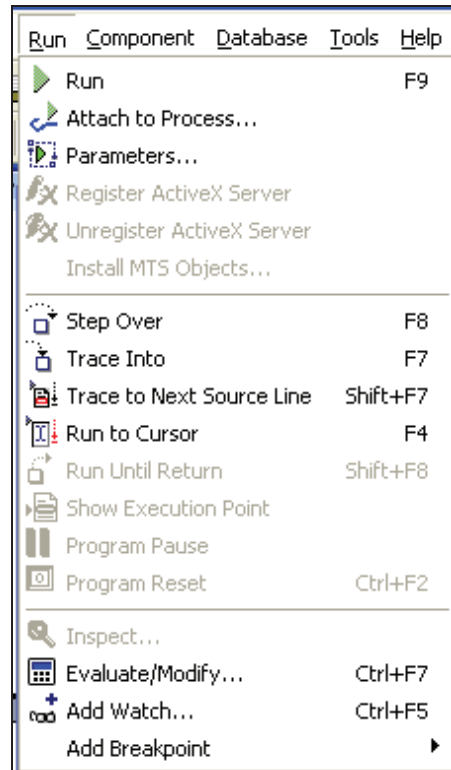 Run Component Database Tools Help
Run F9
Attach to Process...
Parameters...
Register ActiveX Server
Unregister ActiveX Server
Install MTS Objects...
Step Over F8
Trace Into F7
Trace to Next Source Line Shift+F7
Run to Cursor F4
Run Until Return Shift+F8
Show Execution Point
Program Pause
Program Reset Ctrl+F2
Inspect...
Evaluate/Modify... Ctrl+F7
Add Watch... Ctrl+F5
Add Breakpoint